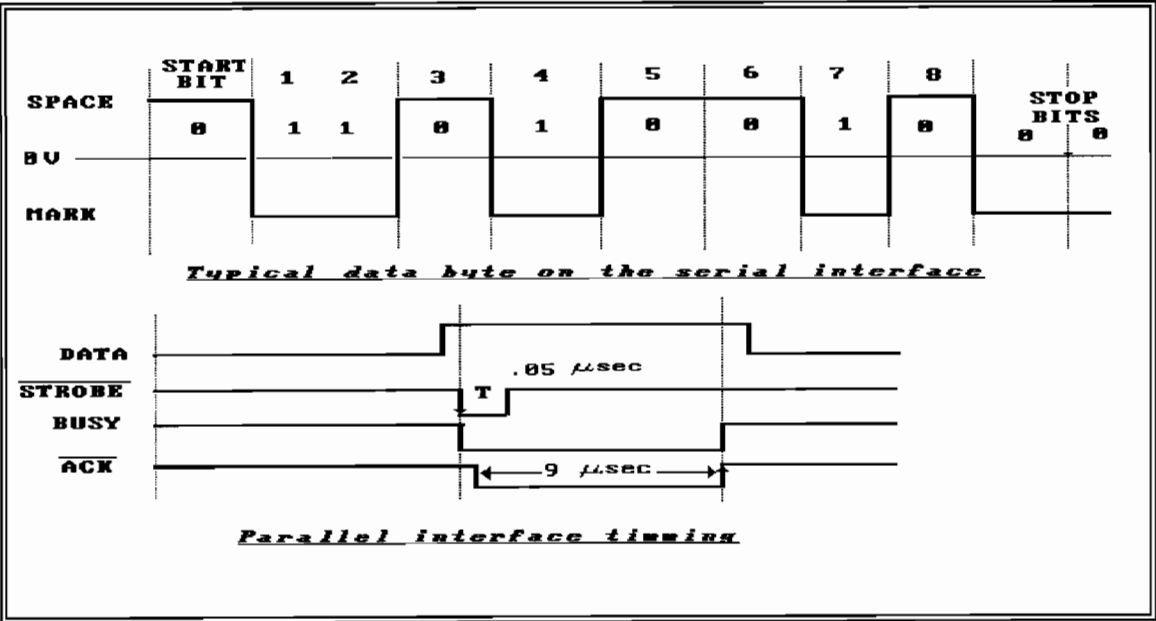 START BIT 1 2 3 4 5 6 7 8
SPACE
STOP BITS
0 1 1 0 1 0 0 1 0 0 0
0V
MARK
Typical data byte on the serial interface
DATA
.05 μsec
STROBE T
BUSY
ACK 9 μsec
Parallel interface timming